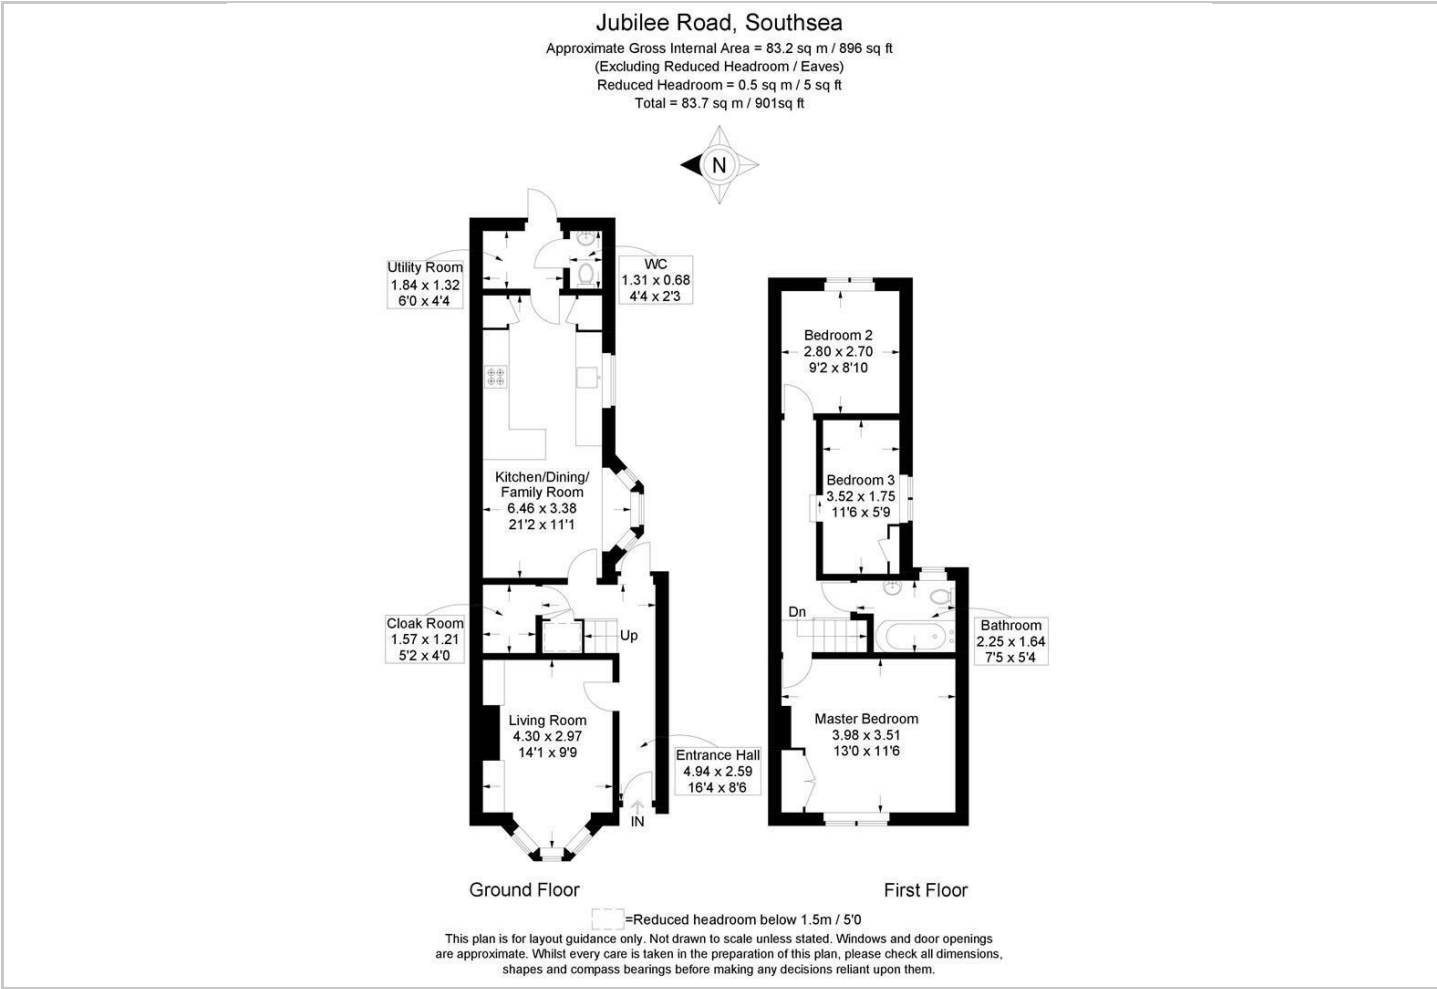 Jubilee Road, Southsea
Approximate Gross Internal Area = 83.2 sq m / 896 sq ft
(Excluding Reduced Headroom / Eaves)
Reduced Headroom = 0.5 sq m / 5 sq ft
Total = 83.7 sq m / 901sq ft
N
Utility Room
1.84 x 1.32
6'0 x 4'4
WC
1.31 x 0.68
4'4 x 2'3
Kitchen/Dining/
Family Room
6.46 x 3.38
21'2 x 11'1
Cloak Room
1.57 x 1.21
5'2 x 4'0
Up
Living Room
4.30 x 2.97
14'1 x 9'9
Entrance Hall
4.94 x 2.59
16'4 x 8'6
IN
Ground Floor
Bedroom 2
2.80 x 2.70
9'2 x 8'10
Bedroom 3
3.52 x 1.75
11'6 x 5'9
Dn
Bathroom
2.25 x 1.64
7'5 x 5'4
Master Bedroom
3.98 x 3.51
13'0 x 11'6
First Floor
=Reduced headroom below 1.5m / 5'0
This plan is for layout guidance only. Not drawn to scale unless stated. Windows and door openings
are approximate. Whilst every care is taken in the preparation of this plan, please check all dimensions,
shapes and compass bearings before making any decisions reliant upon them.